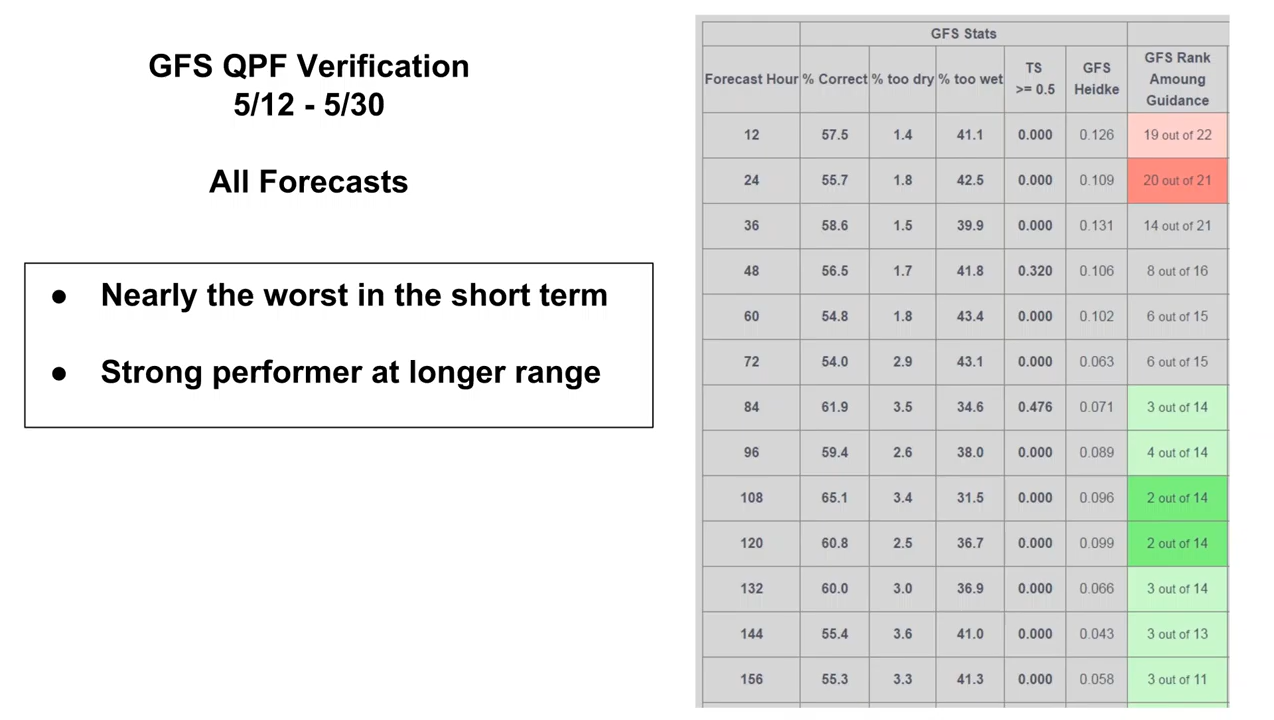 GFS QPF Verification
5/12 - 5/30
All Forecasts
● Nearly the worst in the short term
● Strong performer at longer range
GFS Stats
Forecast Hour % Correct % too dry % too wet TS >= 0.5 GFS Heidke GFS Rank Amoung Guidance
12 57.5 1.4 41.1 0.000 0.126 19 out of 22
24 55.7 1.8 42.5 0.000 0.109 20 out of 21
36 58.6 1.5 39.9 0.000 0.131 14 out of 21
48 56.5 1.7 41.8 0.320 0.106 8 out of 16
60 54.8 1.8 43.4 0.000 0.102 6 out of 15
72 54.0 2.9 43.1 0.000 0.063 6 out of 15
84 61.9 3.5 34.6 0.476 0.071 3 out of 14
96 59.4 2.6 38.0 0.000 0.089 4 out of 14
108 65.1 3.4 31.5 0.000 0.096 2 out of 14
120 60.8 2.5 36.7 0.000 0.099 2 out of 14
132 60.0 3.0 36.9 0.000 0.066 3 out of 14
144 55.4 3.6 41.0 0.000 0.043 3 out of 13
156 55.3 3.3 41.3 0.000 0.058 3 out of 11